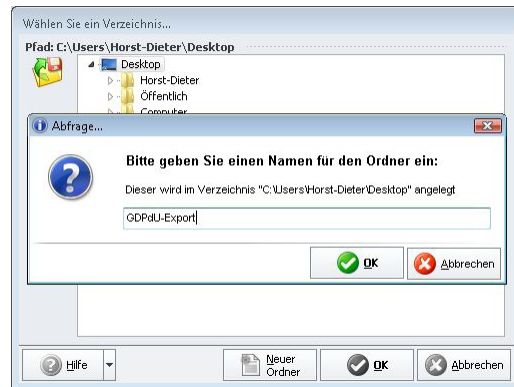 Wählen Sie ein Verzeichnis...
Pfad: C:\Users\Horst-Dieter\Desktop
Desktop
Horst-Dieter
Öffentlich
Computer
Abfrage...
Bitte geben Sie einen Namen für den Ordner ein:
Dieser wird im Verzeichnis "C:\Users\Horst-Dieter\Desktop" angelegt
GDPdU-Export
OK
Abbrechen
Hilfe
Neuer
Ordner
OK
Abbrechen